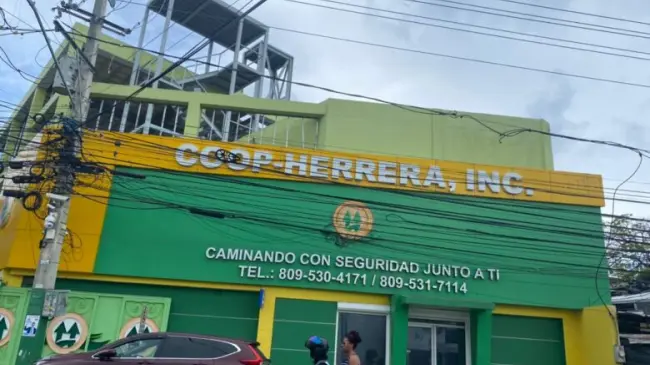 COOP-HERRERA, INC.
CAMINANDO CON SEGURIDAD JUNTO A TI
TEL.: 809-530-4171 / 809-531-7114